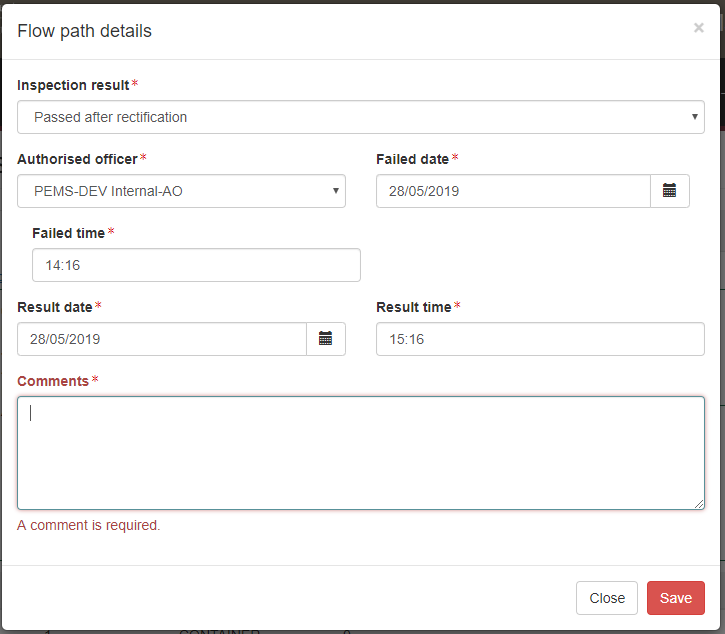 Flow path details ×
Inspection result*
Passed after rectification
Authorised officer* Failed date*
PEMS-DEV Internal-AO 28/05/2019
Failed time*
14:16
Result date* Result time*
28/05/2019 15:16
Comments*
A comment is required.
Close Save